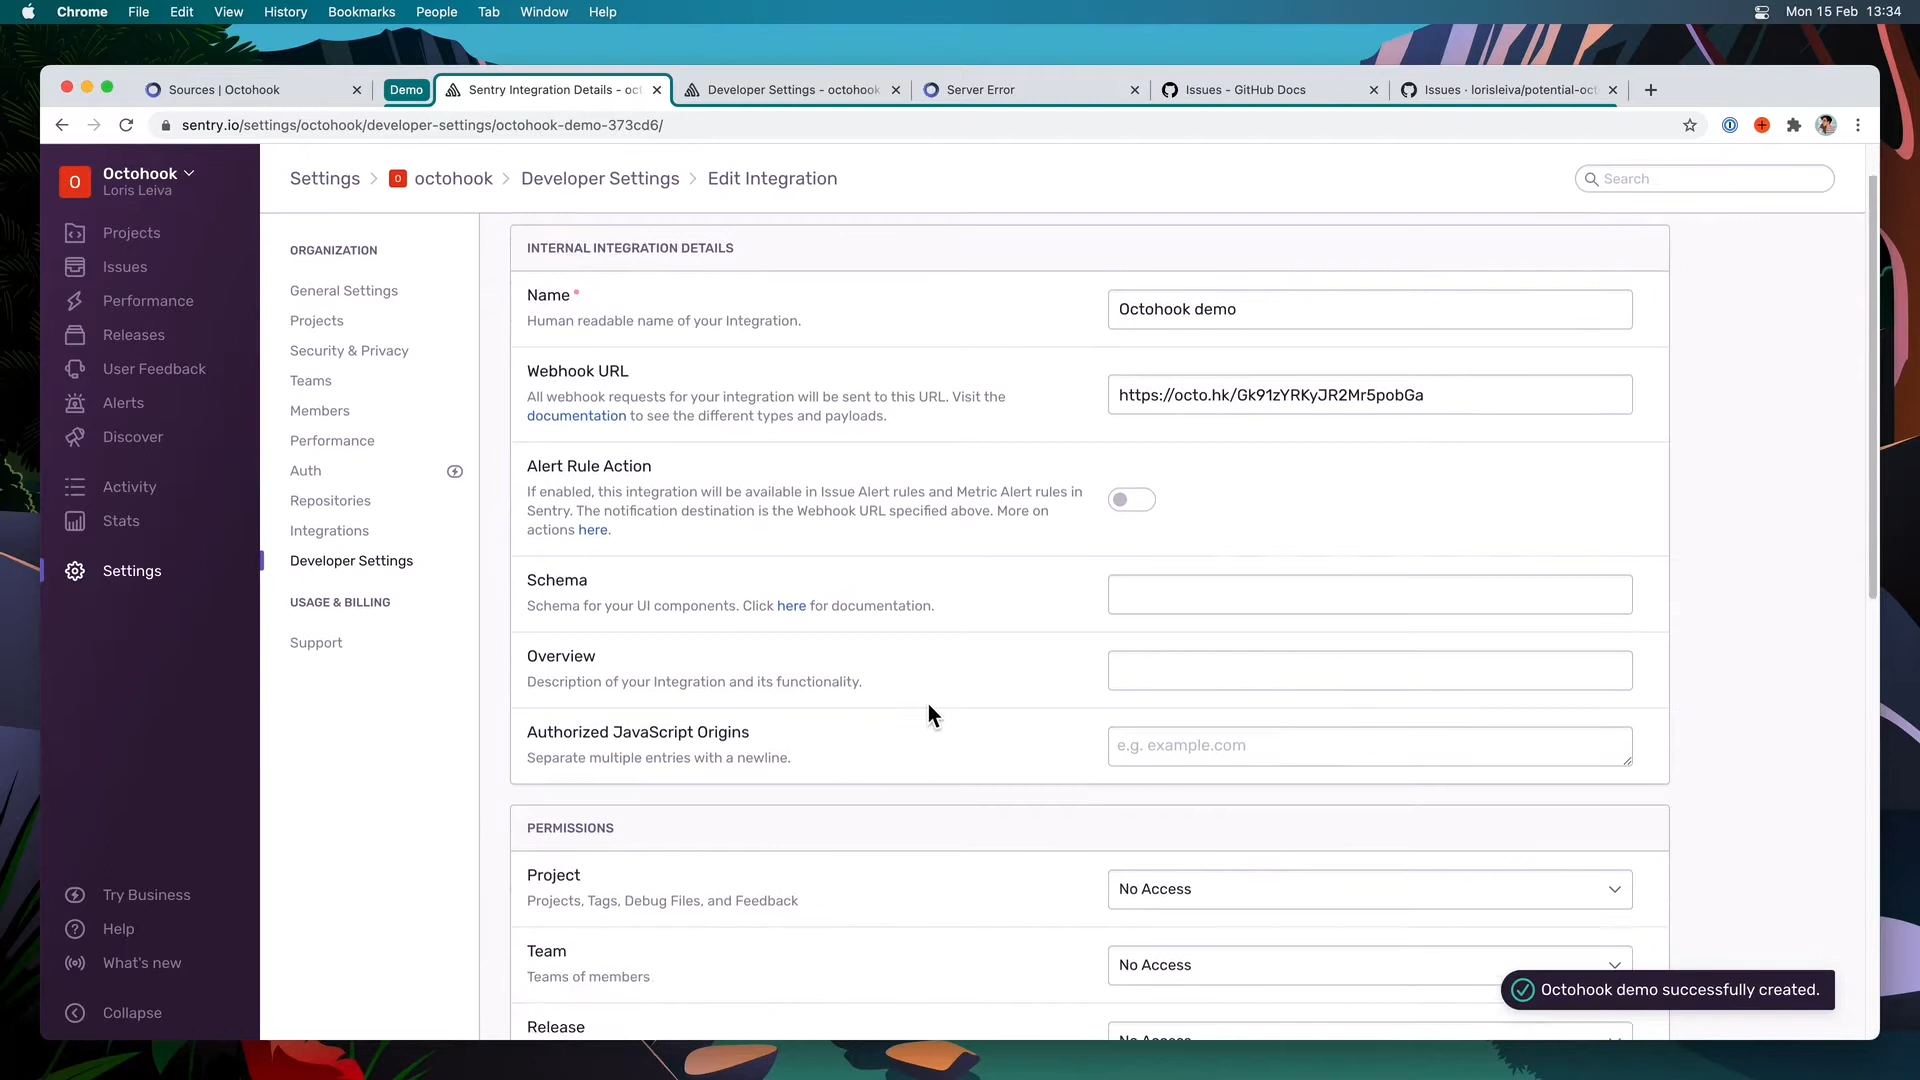 Chrome File Edit View History Bookmarks People Tab Window Help
Mon 15 Feb 13:34
Sources | Octohook
Demo
Sentry Integration Details - oct
Developer Settings - octohook
Server Error
Issues - GitHub Docs
Issues · lorisleiva/potential-oct
sentry.io/settings/octohook/developer-settings/octohook-demo-373cd6/
O
Octohook
Loris Leiva
Projects
Issues
Performance
Releases
User Feedback
Alerts
Discover
Activity
Stats
Settings
Try Business
Help
What's new
Collapse
Settings > O octohook > Developer Settings > Edit Integration
Search
ORGANIZATION
General Settings
Projects
Security & Privacy
Teams
Members
Performance
Auth
Repositories
Integrations
Developer Settings
USAGE & BILLING
Support
INTERNAL INTEGRATION DETAILS
Name *
Human readable name of your Integration.
Octohook demo
Webhook URL
All webhook requests for your integration will be sent to this URL. Visit the
documentation to see the different types and payloads.
https://octo.hk/Gk91zYRKyJR2Mr5pobGa
Alert Rule Action
If enabled, this integration will be available in Issue Alert rules and Metric Alert rules in
Sentry. The notification destination is the Webhook URL specified above. More on
actions here.
Schema
Schema for your UI components. Click here for documentation.
Overview
Description of your Integration and its functionality.
Authorized JavaScript Origins
Separate multiple entries with a newline.
e.g. example.com
PERMISSIONS
Project
Projects, Tags, Debug Files, and Feedback
No Access
Team
Teams of members
No Access
Release
No Access
Octohook demo successfully created.